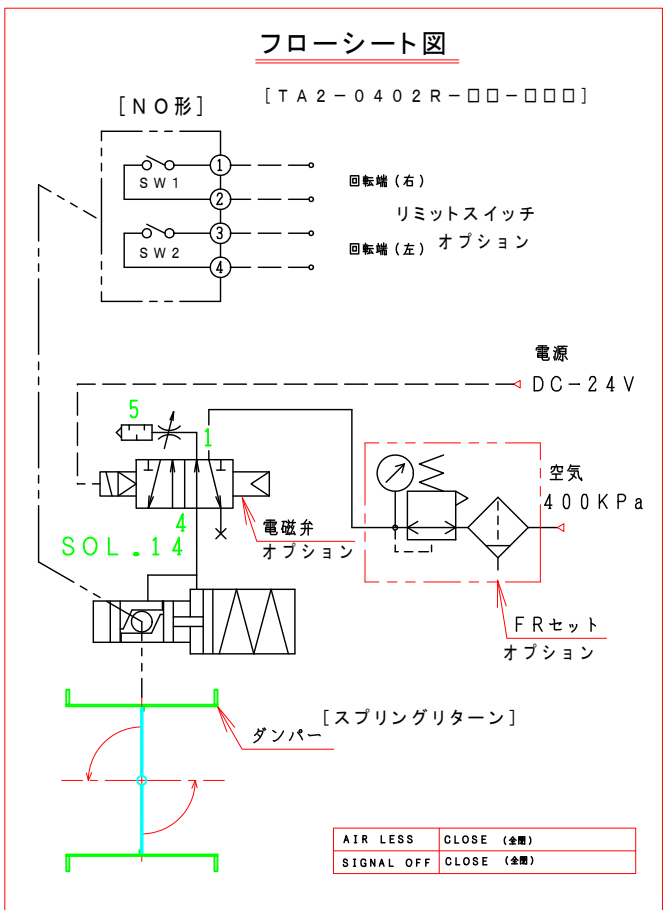 フローシート図
[TA2-0402R-□□-□□□]
[NO形]
1
SW1
2
回転端(右)
リミットスイッチ
オプション
3
SW2
4
回転端(左)
電源
DC-24V
5
1
空気
400KPa
4
SOL.14
電磁弁
オプション
FRセット
オプション
[スプリングリターン]
ダンパー
AIR LESS CLOSE (全閉)
SIGNAL OFF CLOSE (全閉)